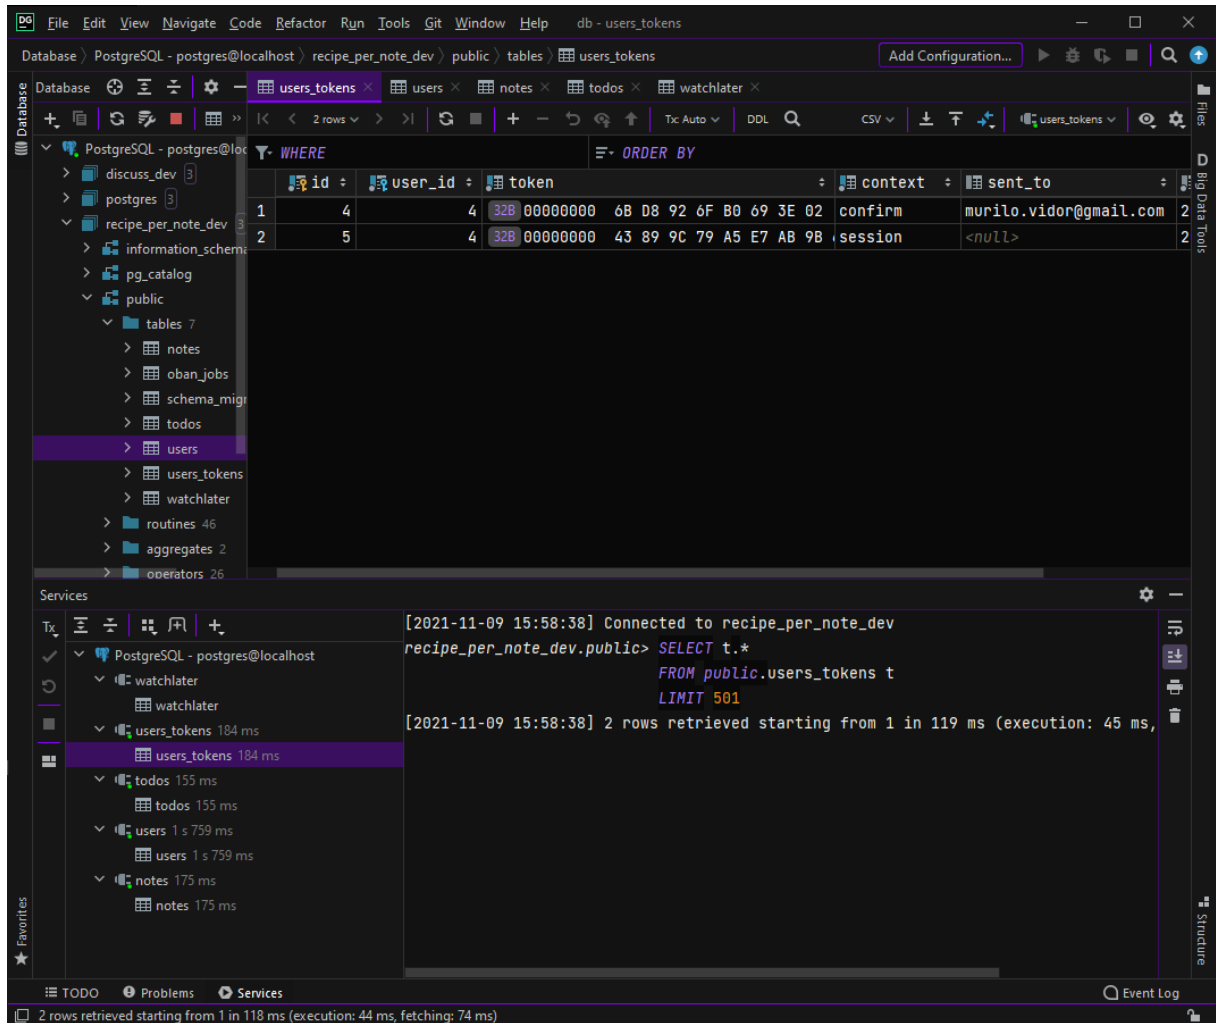 DG File Edit View Navigate Code Refactor Run Tools Git Window Help db - users_tokens
Database PostgreSQL - postgres@localhost recipe_per_note_dev public tables users_tokens Add Configuration...
Database
Database users_tokens users notes todos watchlater
Files
2 rows Tx: Auto DDL CSV users_tokens
PostgreSQL - postgres@loc WHERE ORDER BY
D Big Data Tools
discuss_dev 3
id user_id token context sent_to
postgres 3
1 4 4 32B 00000000 6B D8 92 6F B0 69 3E 02 confirm murilo.vidor@gmail.com 2
recipe_per_note_dev 3
2 5 4 32B 00000000 43 89 9C 79 A5 E7 AB 9B session <null> 2
information_schema
pg_catalog
public
tables 7
notes
oban_jobs
schema_migr
todos
users
users_tokens
watchlater
routines 46
aggregates 2
operators 26
Services
Tx
PostgreSQL - postgres@localhost
watchlater
watchlater
users_tokens 184 ms
users_tokens 184 ms
todos 155 ms
todos 155 ms
users 1 s 759 ms
users 1 s 759 ms
notes 175 ms
notes 175 ms
[2021-11-09 15:58:38] Connected to recipe_per_note_dev
recipe_per_note_dev.public> SELECT t.*
FROM public.users_tokens t
LIMIT 501
[2021-11-09 15:58:38] 2 rows retrieved starting from 1 in 119 ms (execution: 45 ms,
Favorites
Structure
TODO Problems Services Event Log
2 rows retrieved starting from 1 in 118 ms (execution: 44 ms, fetching: 74 ms)